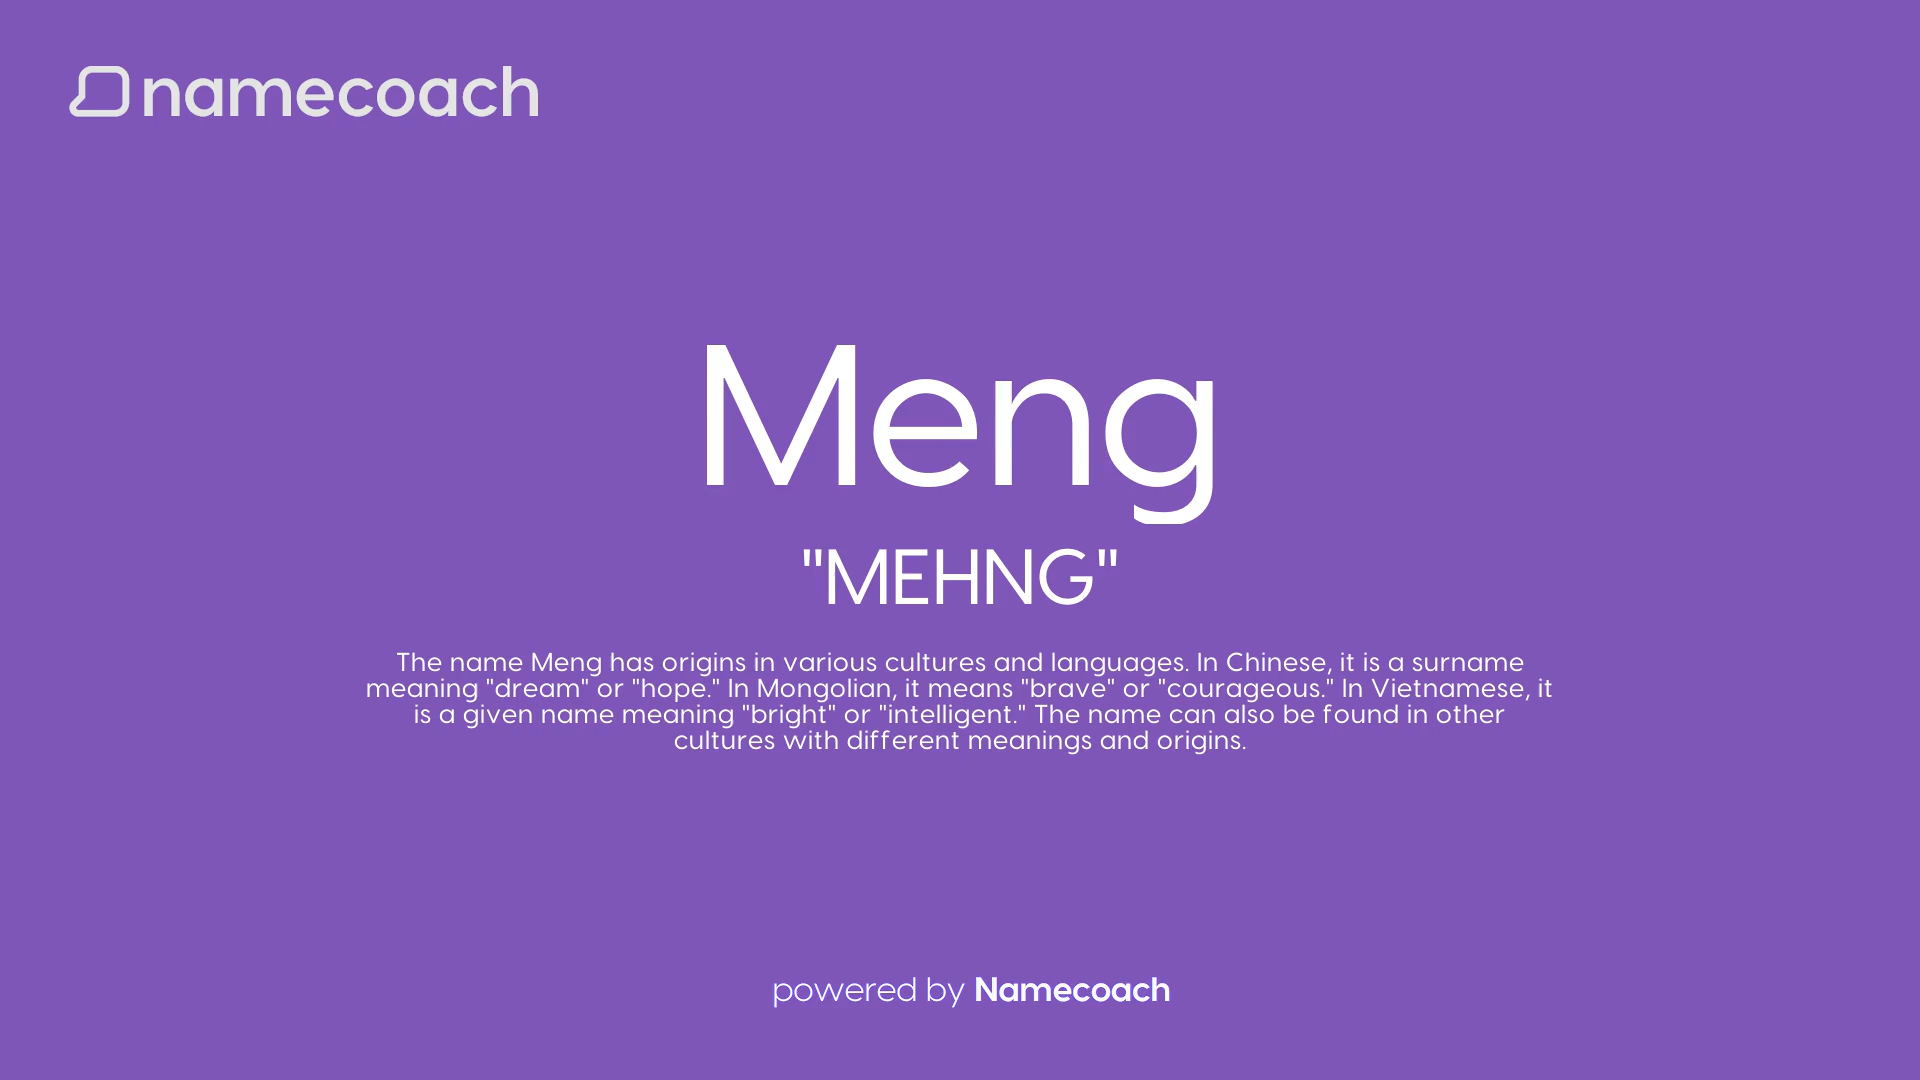 namecoach
Meng
"MEHNG"
The name Meng has origins in various cultures and languages. In Chinese, it is a surname
meaning "dream" or "hope." In Mongolian, it means "brave" or "courageous." In Vietnamese, it
is a given name meaning "bright" or "intelligent." The name can also be found in other
cultures with different meanings and origins.
powered by Namecoach